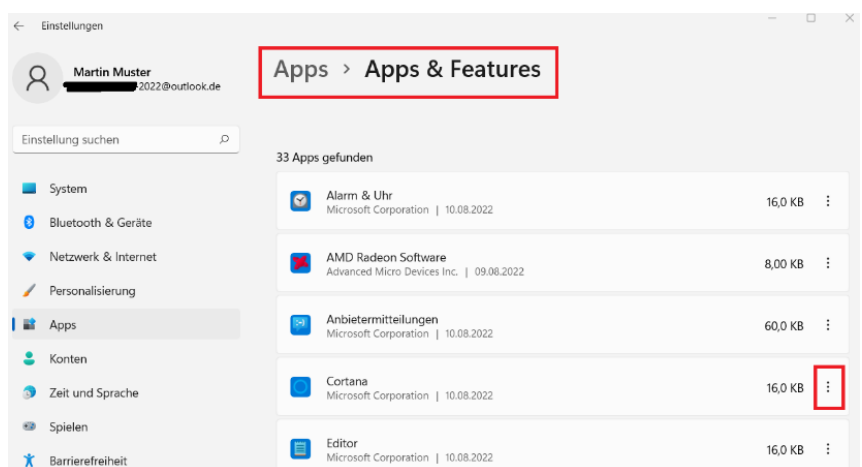 Einstellungen
Martin Muster
2022@outlook.de
Apps > Apps & Features
Einstellung suchen
33 Apps gefunden
System
Bluetooth & Geräte
Netzwerk & Internet
Personalisierung
Apps
Konten
Zeit und Sprache
Spielen
Barrierefreiheit
Alarm & Uhr
Microsoft Corporation | 10.08.2022
16,0 KB
AMD Radeon Software
Advanced Micro Devices Inc. | 09.08.2022
8,00 KB
Anbietermitteilungen
Microsoft Corporation | 10.08.2022
60,0 KB
Cortana
Microsoft Corporation | 10.08.2022
16,0 KB
Editor
Microsoft Corporation | 10.08.2022
16,0 KB